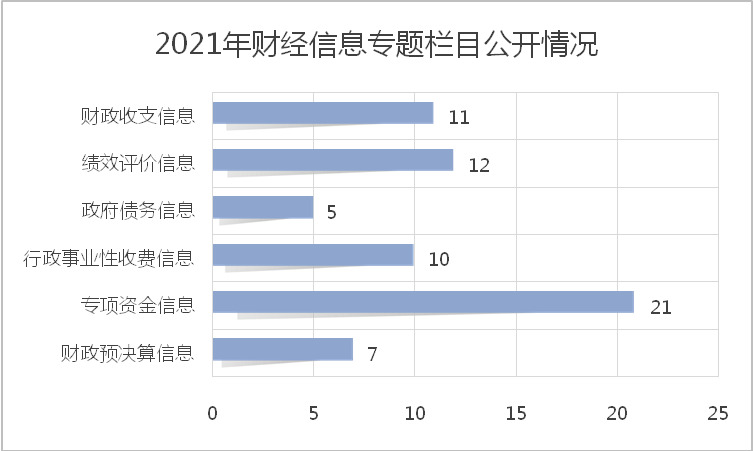 2021年财经信息专题栏目公开情况
财政收支信息 11
绩效评价信息 12
政府债务信息 5
行政事业性收费信息 10
专项资金信息 21
财政预决算信息 7
0 5 10 15 20 25